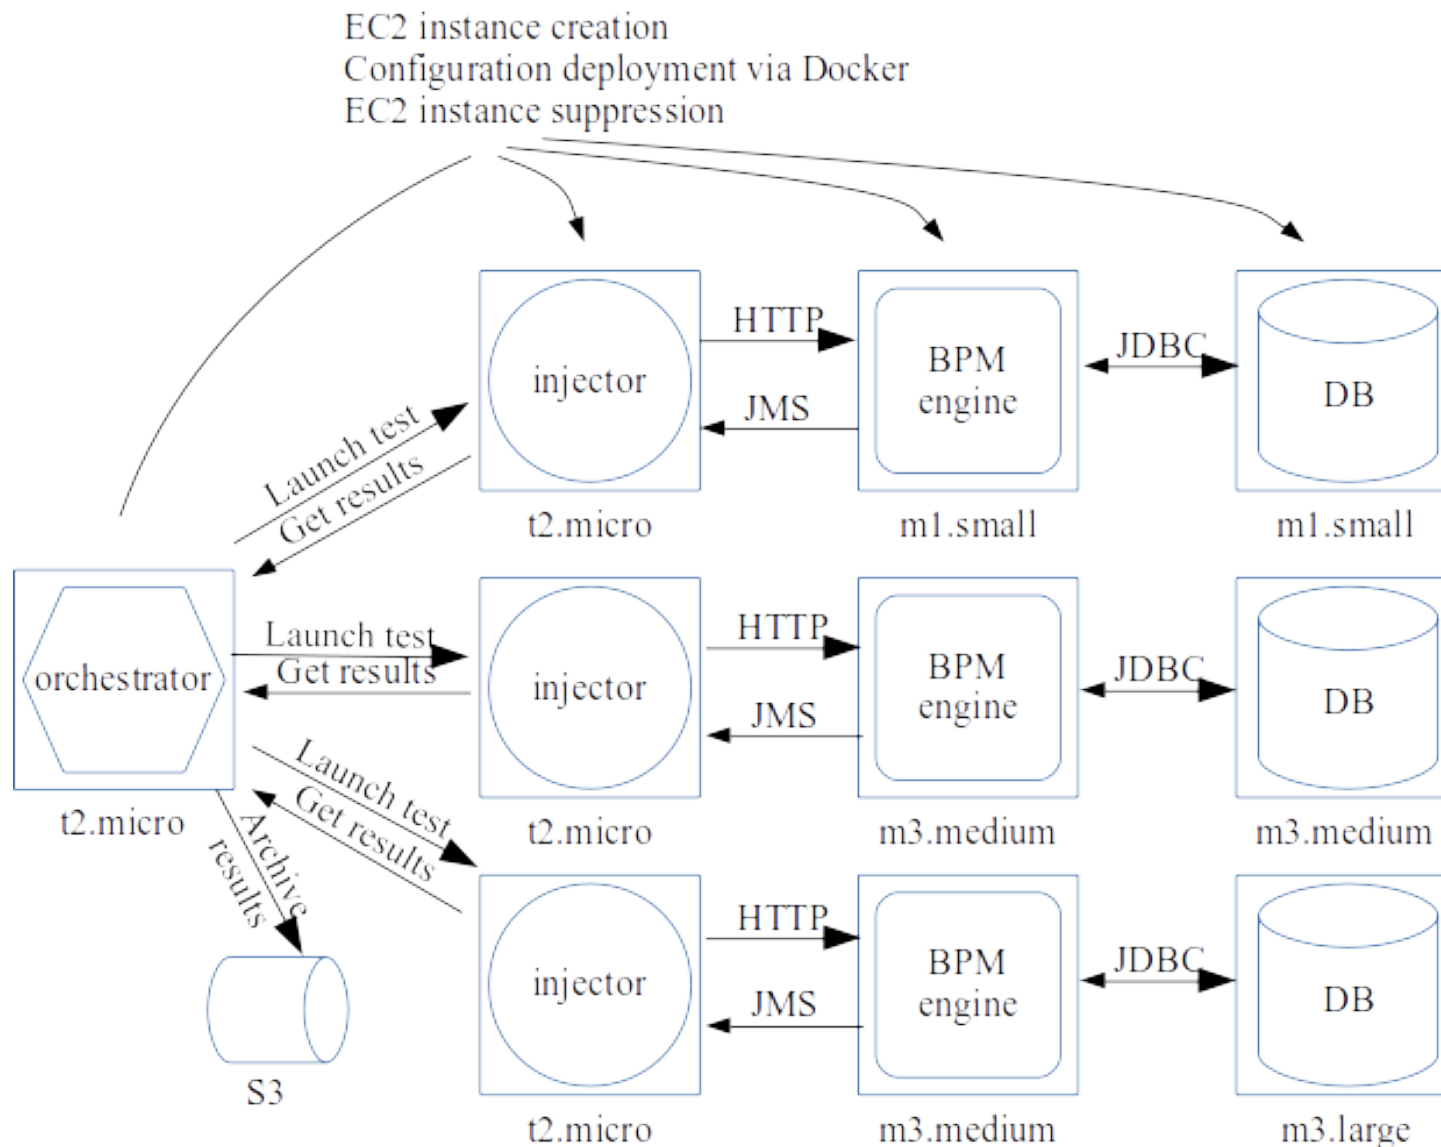 EC2 instance creation
Configuration deployment via Docker
EC2 instance suppression
injector
HTTP
JMS
BPM
engine
JDBC
DB
t2.micro
m1.small
m1.small
Launch test
Get results
orchestrator
t2.micro
Launch test
Get results
injector
HTTP
JMS
BPM
engine
JDBC
DB
t2.micro
m3.medium
m3.medium
Launch test
Get results
Archive
results
S3
injector
HTTP
JMS
BPM
engine
JDBC
DB
t2.micro
m3.medium
m3.large